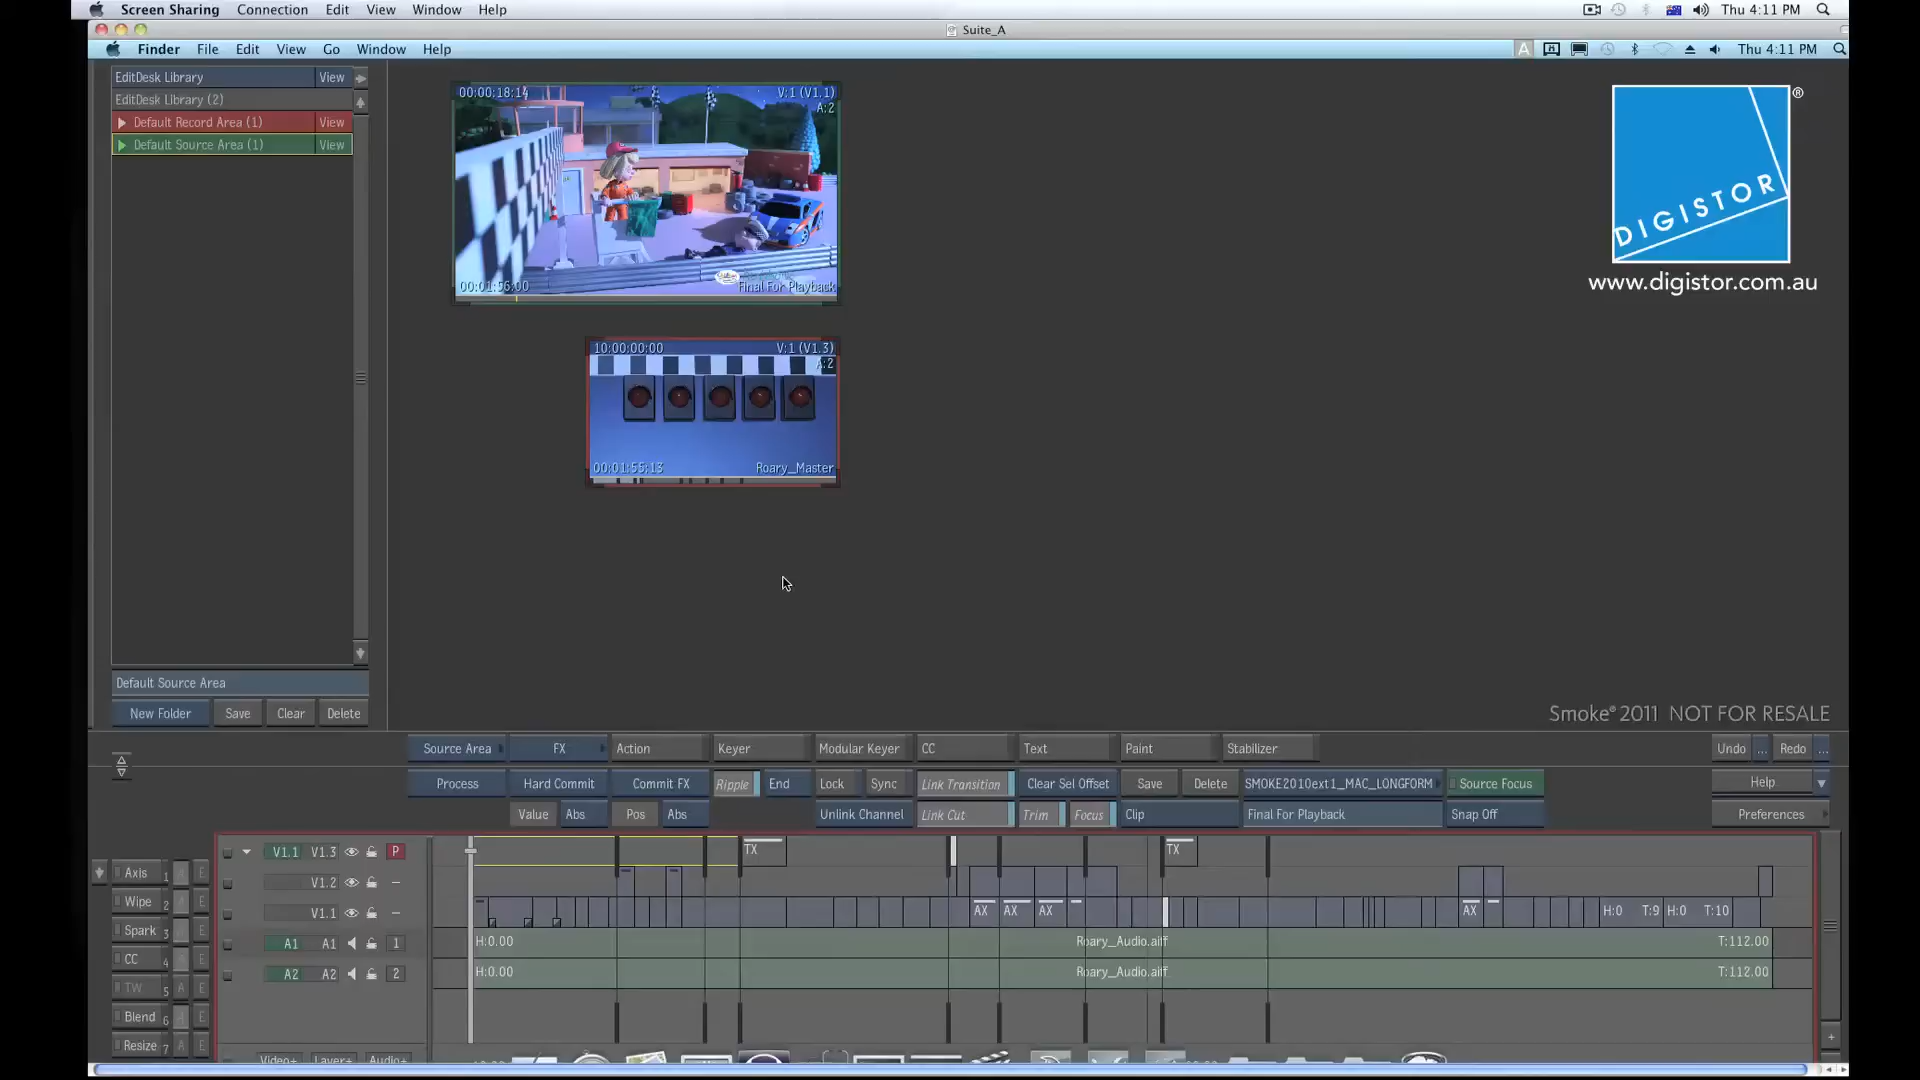 Screen Sharing Connection Edit View Window Help Thu 4:11 PM
Suite_A
Finder File Edit View Go Window Help A Thu 4:11 PM
EditDesk Library View
EditDesk Library (2)
Default Record Area (1) View
Default Source Area (1) View
00:00:18:14 V:1 (V1.1)
A:2
00:01:56:00 Final For Playback
10:00:00:00 V:1 (V1.3)
A:2
00:01:55:13 Roary_Master
DIGISTOR
®
www.digistor.com.au
Default Source Area
New Folder Save Clear Delete
Smoke® 2011 NOT FOR RESALE
Source Area FX Action Keyer Modular Keyer CC Text Paint Stabilizer Undo ... Redo ...
Process Hard Commit Commit FX Ripple End Lock Sync Link Transition Clear Sel Offset Save Delete SMOKE2010ext1_MAC_LONGFORM Source Focus Help
Value Abs Pos Abs Unlink Channel Link Cut Trim Focus Clip Final For Playback Snap Off Preferences
V1.1 V1.3 P TX TX
Axis 1 A E V1.2
Wipe 2 A E V1.1 AX AX AX AX H:0 T:9 H:0 T:10
Spark 3 A E A1 A1 1 H:0.00 Roary_Audio.aiff T:112.00
CC 4 A E A2 A2 2 H:0.00 Roary_Audio.aiff T:112.00
TW 5 A E
Blend 6 A E
Resize 7 A E Video+ Layer+ Audio+